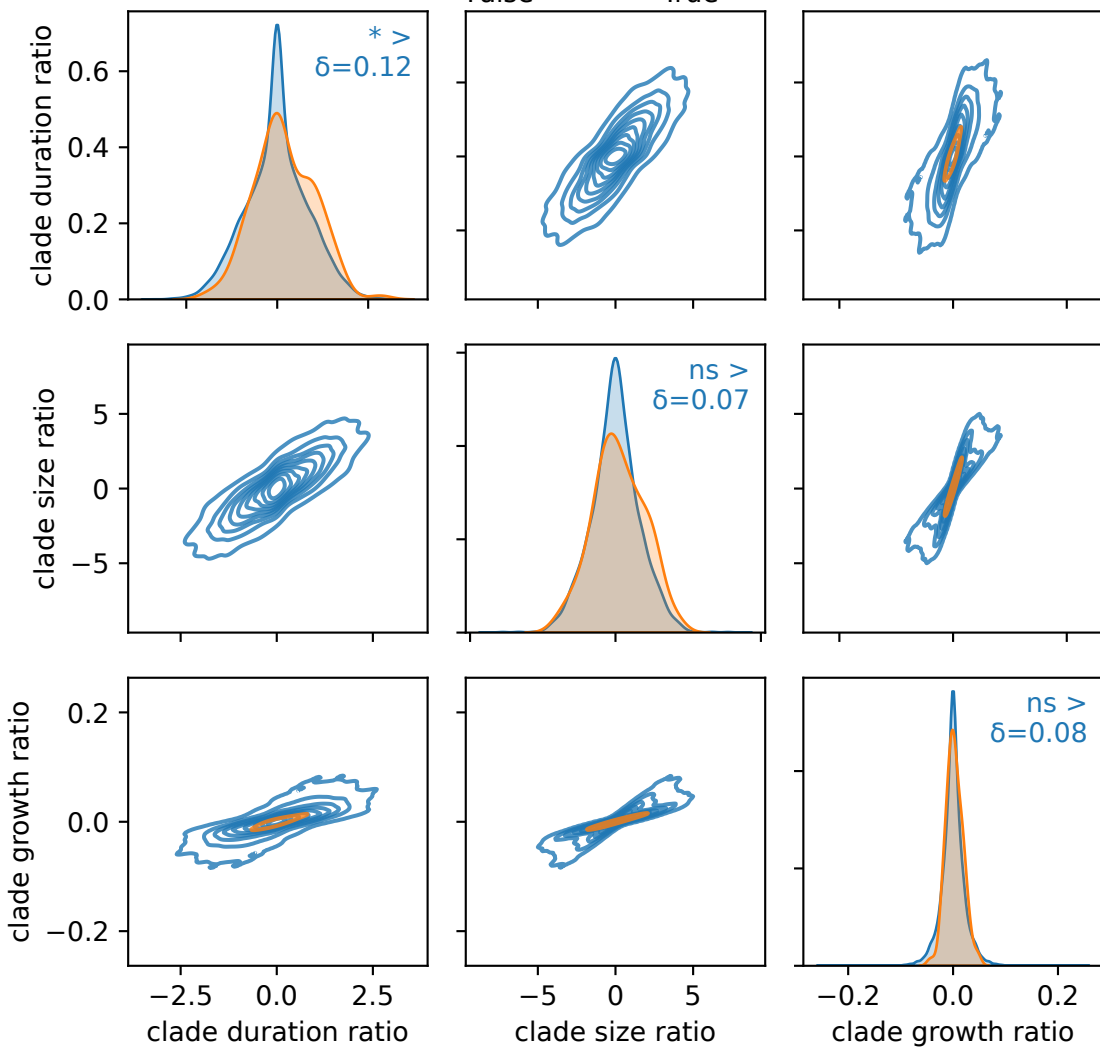 clade duration ratio
0.6
0.4
0.2
0.0
* >
δ=0.12
clade size ratio
5
0
−5
ns >
δ=0.07
clade growth ratio
0.2
0.0
−0.2
ns >
δ=0.08
−2.5 0.0 2.5
−5 0 5
−0.2 0.0 0.2
clade duration ratio
clade size ratio
clade growth ratio